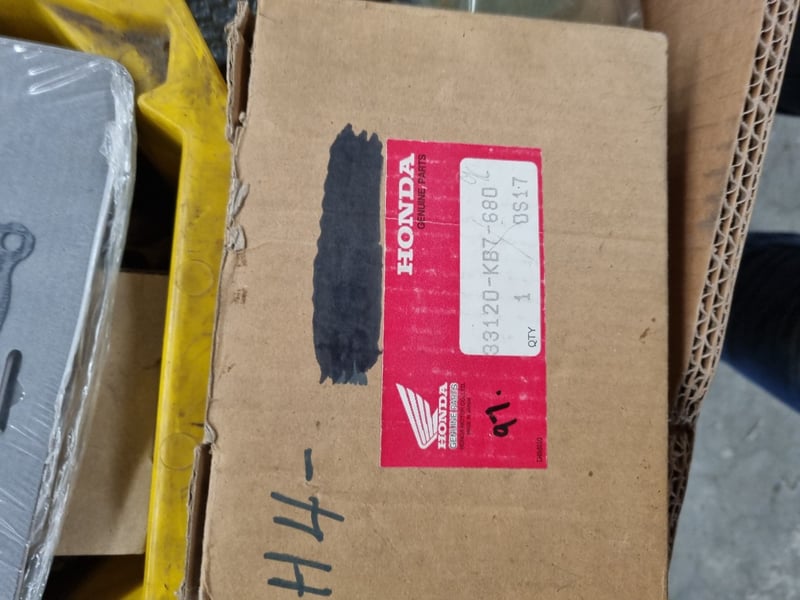 HONDA
GENUINE PARTS
33120-KB7-680
1 0S17
QTY
HONDA
GENUINE PARTS
97.
H4-